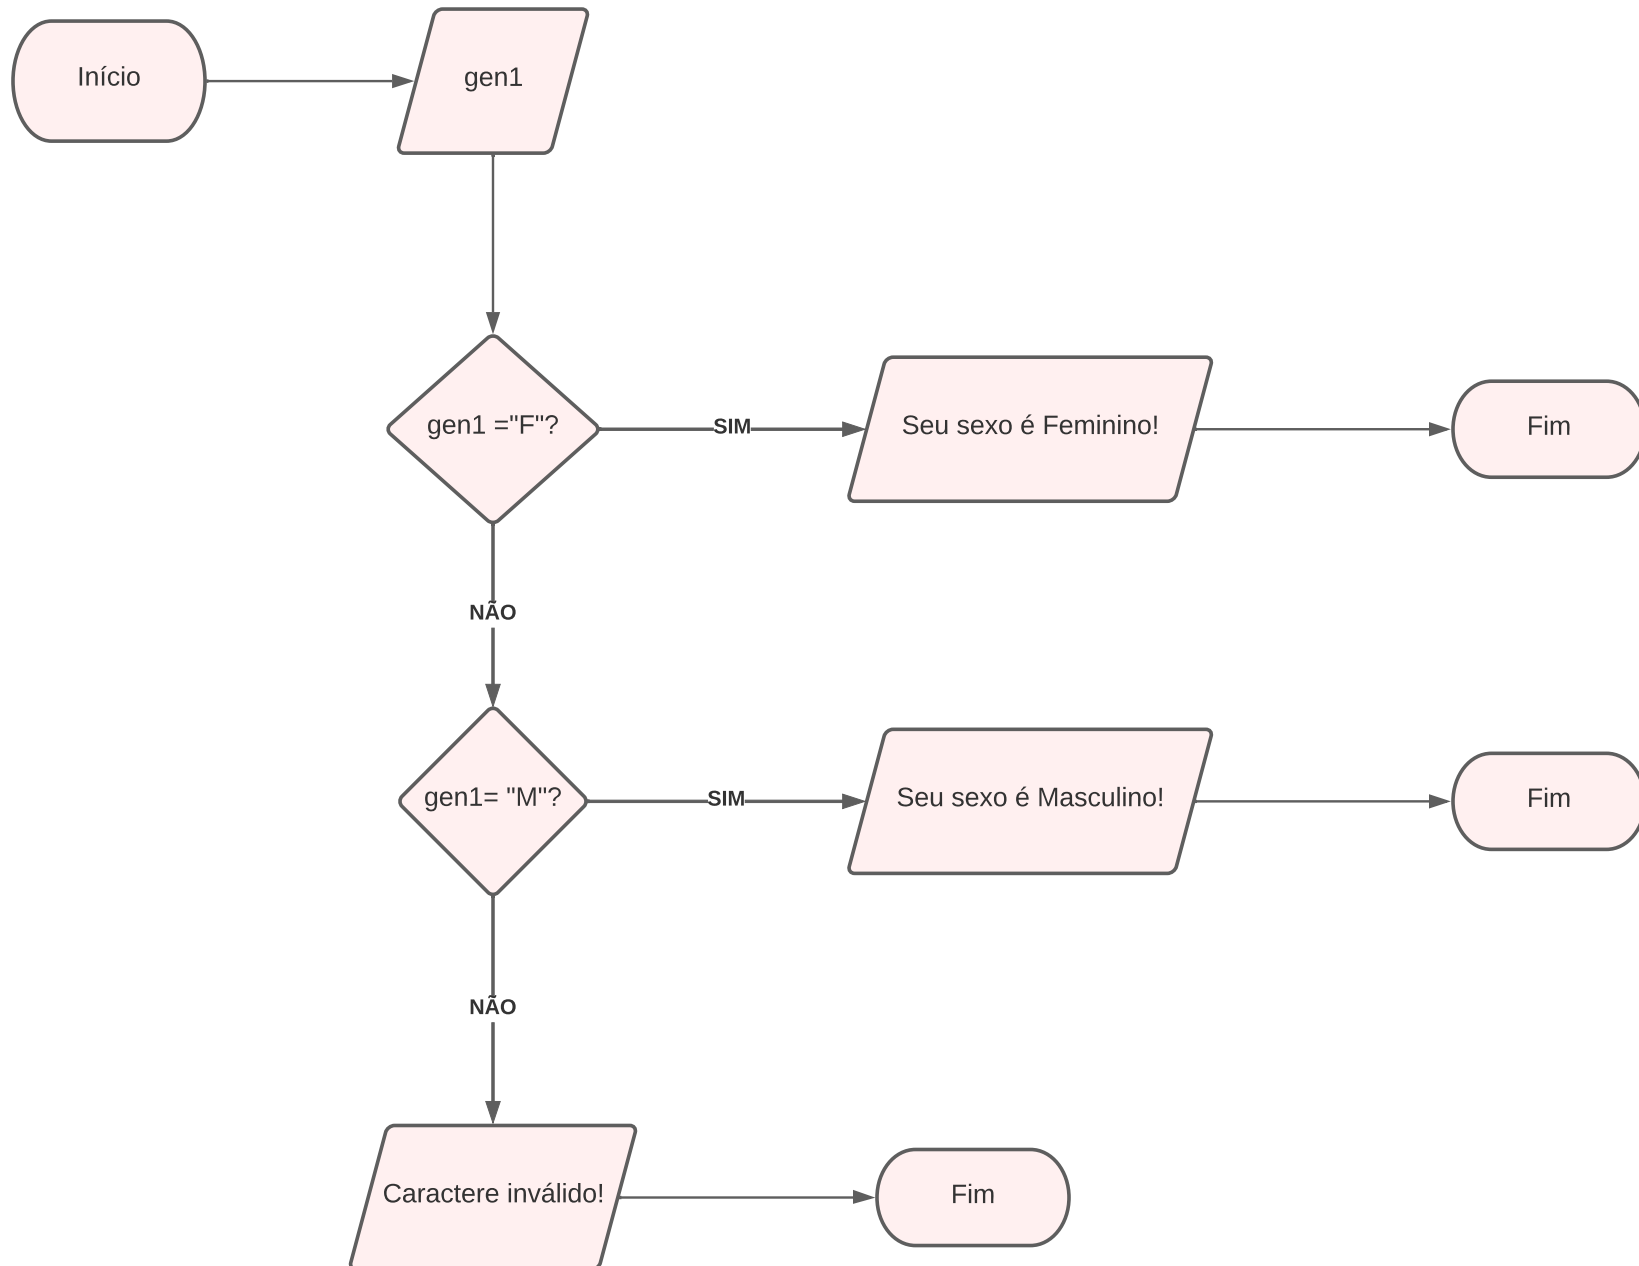 Início
gen1
gen1 ="F"?
SIM
Seu sexo é Feminino!
Fim
NÃO
gen1= "M"?
SIM
Seu sexo é Masculino!
Fim
NÃO
Caractere inválido!
Fim